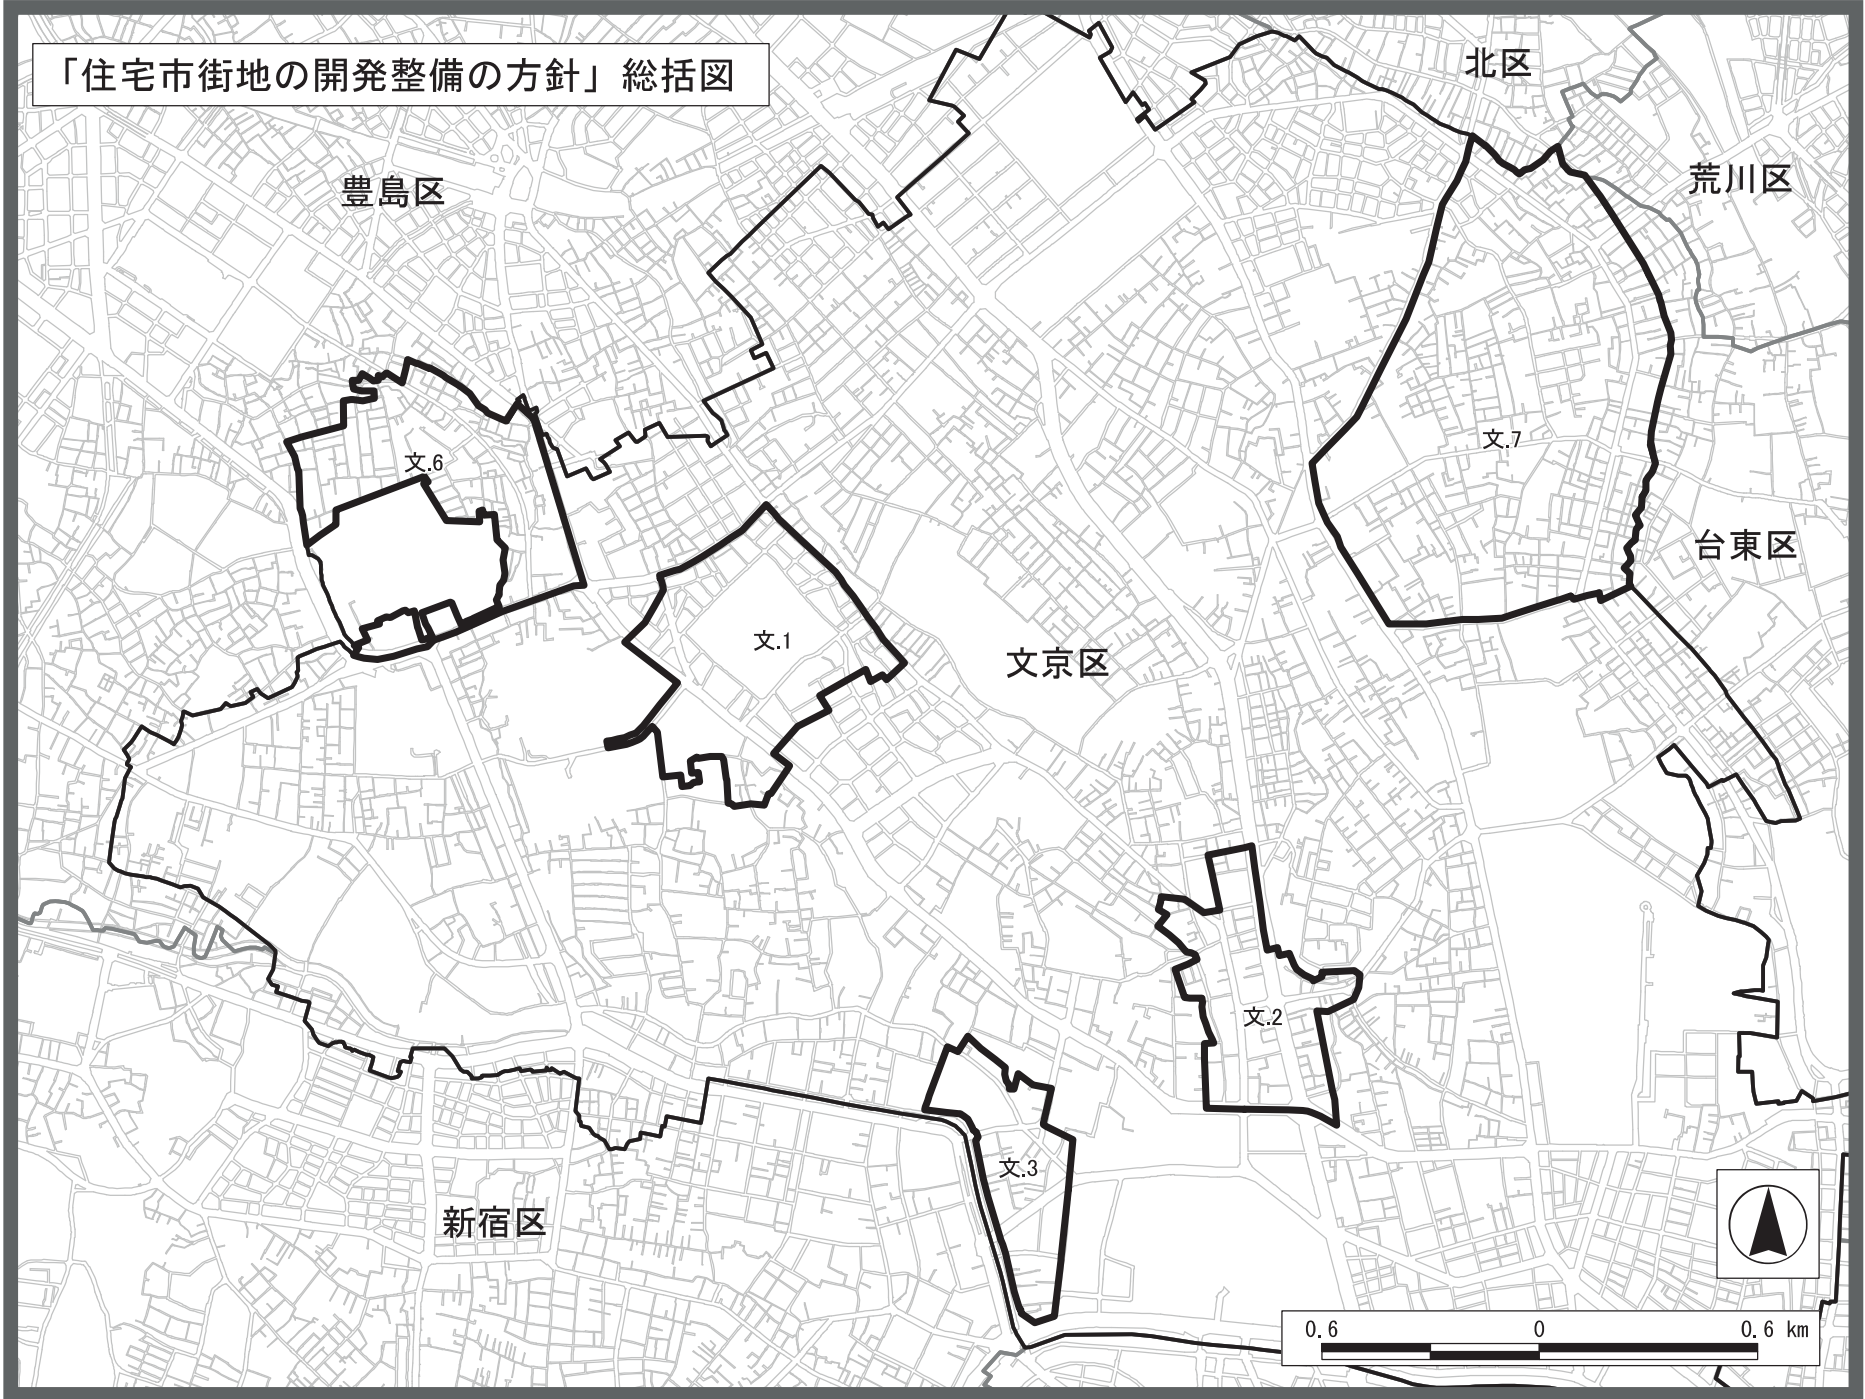 「住宅市街地の開発整備の方針」総括図
北区
荒川区
豊島区
文.7
文.6
台東区
文.1
文京区
文.2
文.3
新宿区
0.6 0 0.6 km